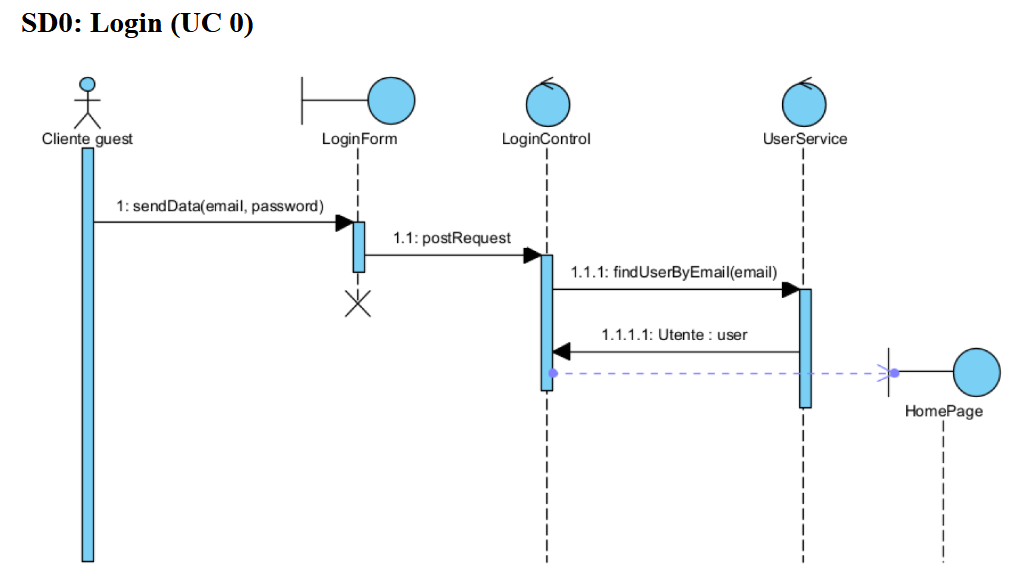 SD0: Login (UC 0)
Cliente guest
LoginForm
LoginControl
UserService
1: sendData(email, password)
1.1: postRequest
1.1.1: findUserByEmail(email)
1.1.1.1: Utente : user
HomePage